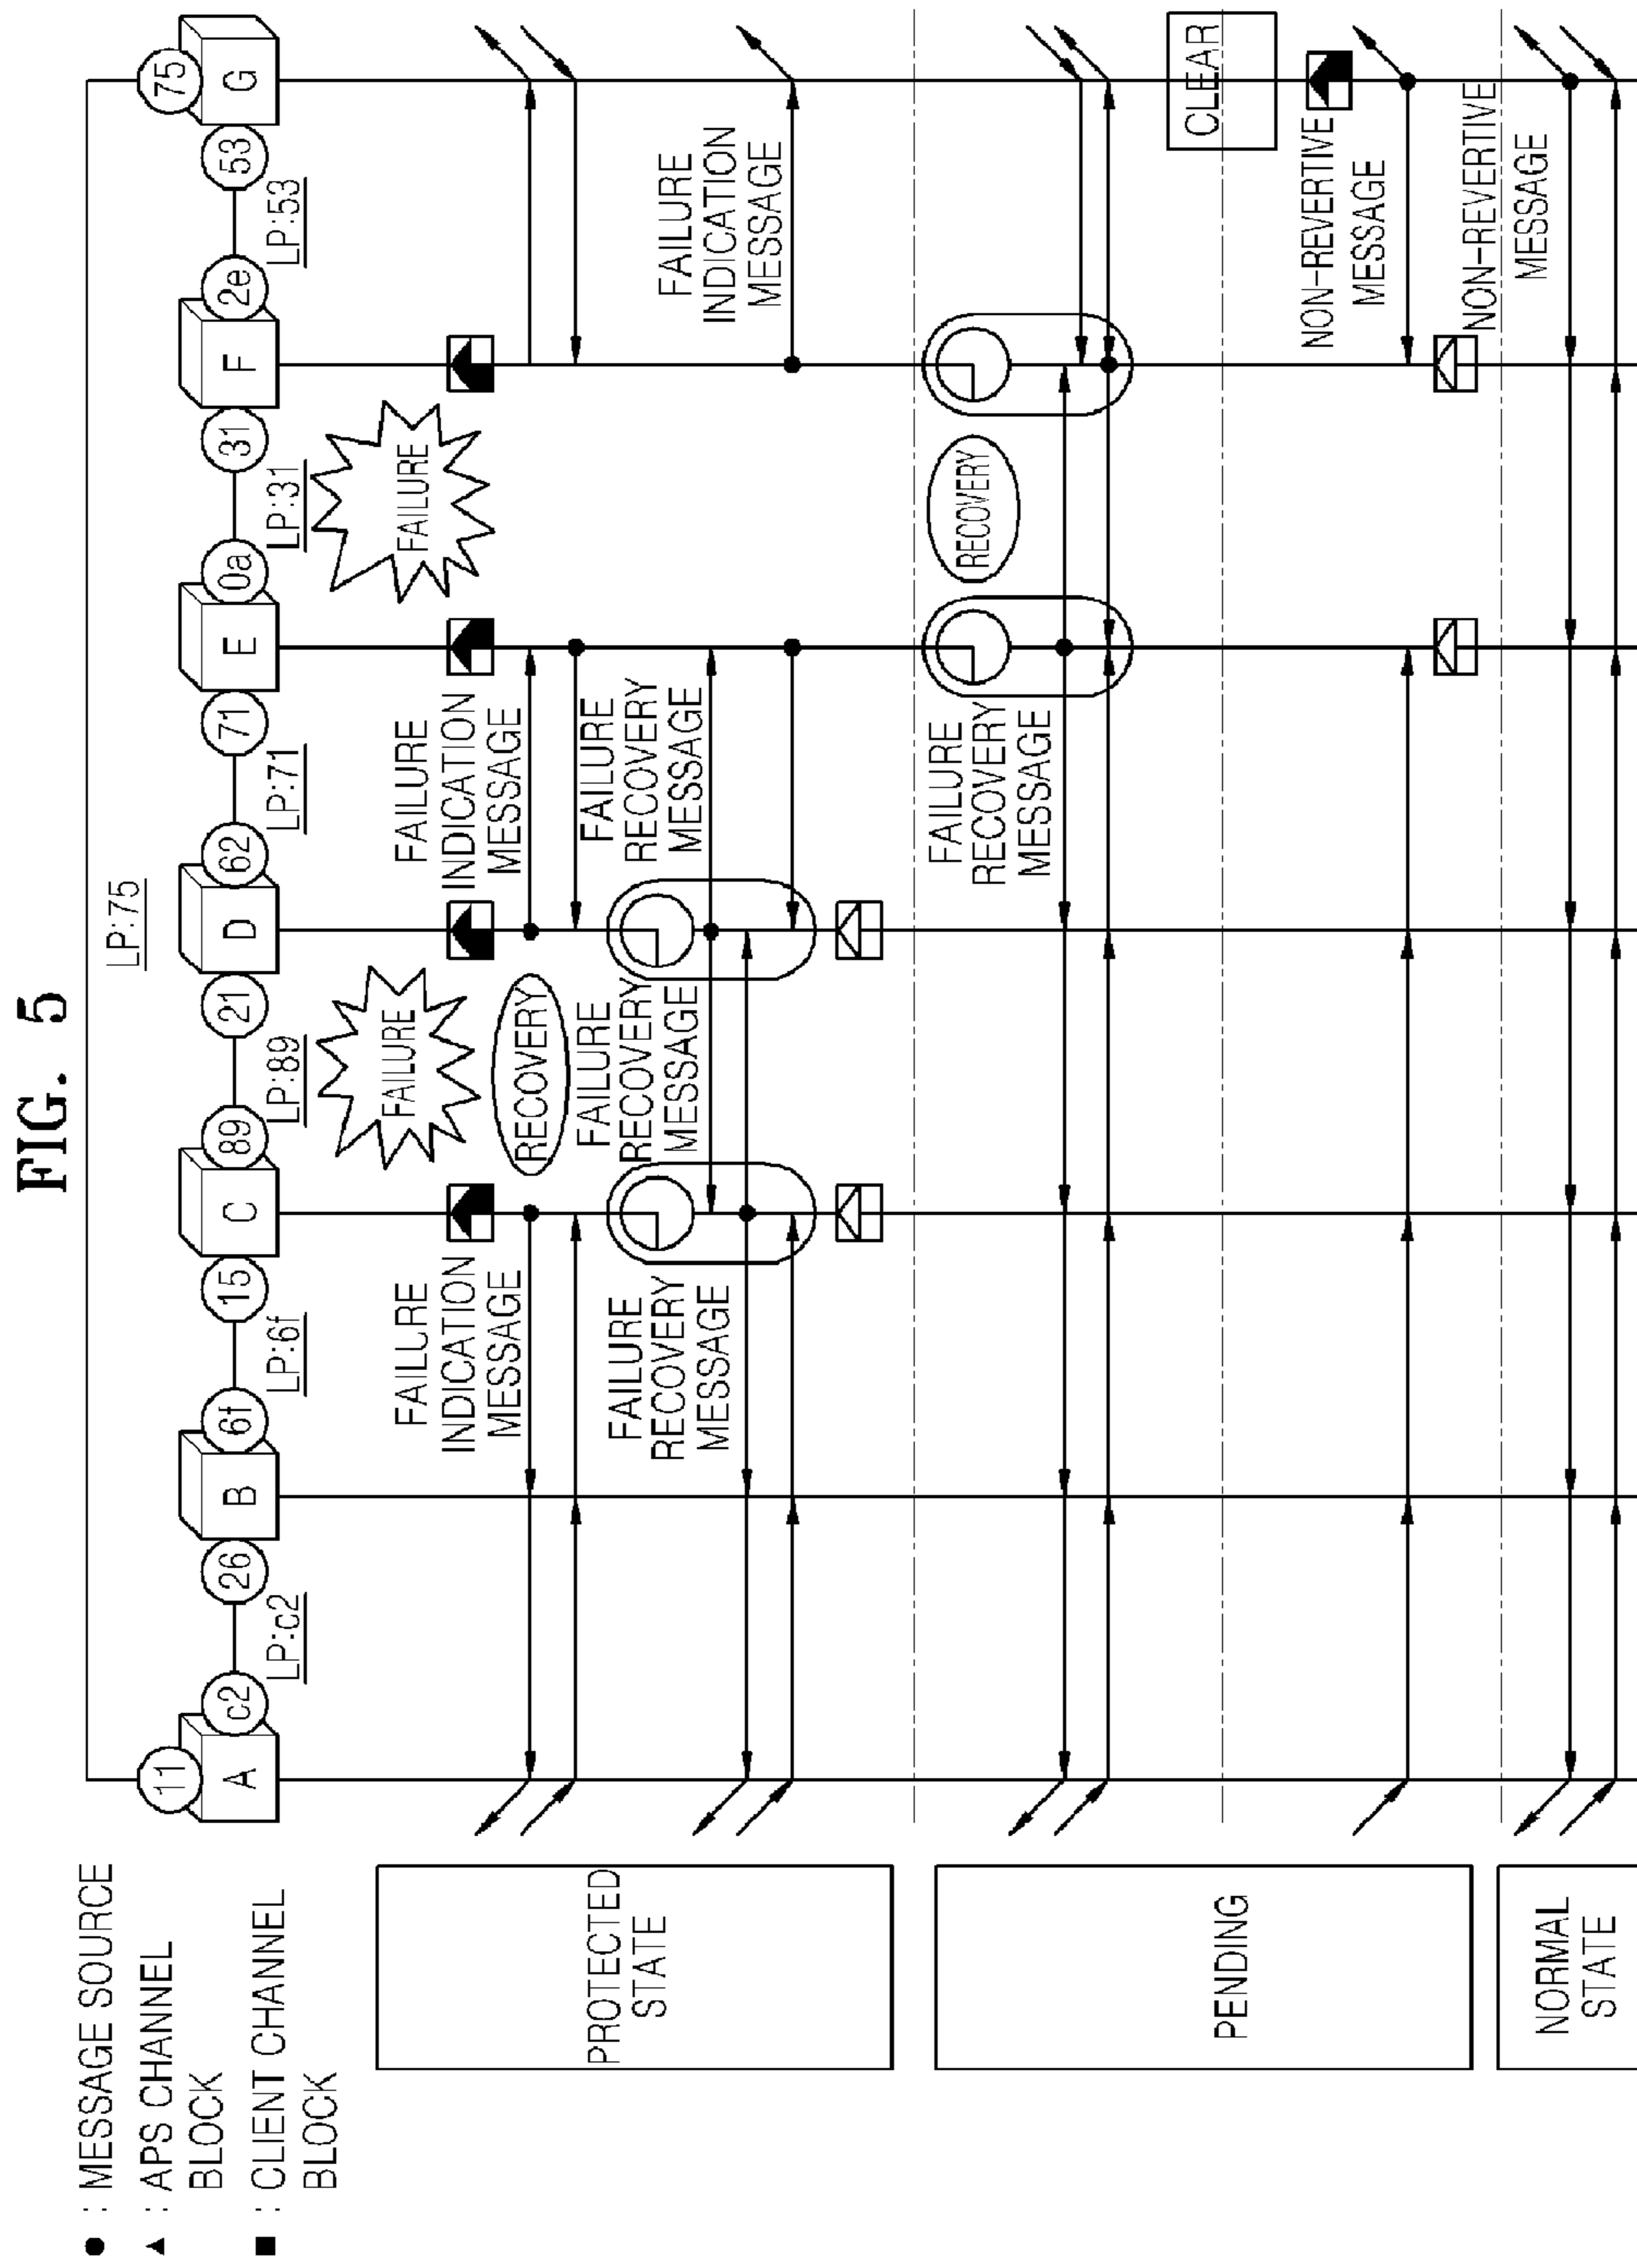 FIG. 5
● : MESSAGE SOURCE
▲ : APS CHANNEL
BLOCK
■ : CLIENT CHANNEL
BLOCK
LP:75
11
A
c2
26
B
6f
15
C
89
21
D
62
71
E
0a
31
F
2e
53
G
75
LP:c2
LP:6f
LP:89
LP:71
LP:31
LP:53
FAILURE
FAILURE
PROTECTED
STATE
FAILURE
INDICATION
MESSAGE
RECOVERY
FAILURE
INDICATION
MESSAGE
FAILURE
RECOVERY
MESSAGE
FAILURE
RECOVERY
MESSAGE
FAILURE
RECOVERY
MESSAGE
FAILURE
INDICATION
MESSAGE
PENDING
FAILURE
RECOVERY
MESSAGE
RECOVERY
CLEAR
NON-REVERTIVE
MESSAGE
NORMAL
STATE
NON-REVERTIVE
MESSAGE